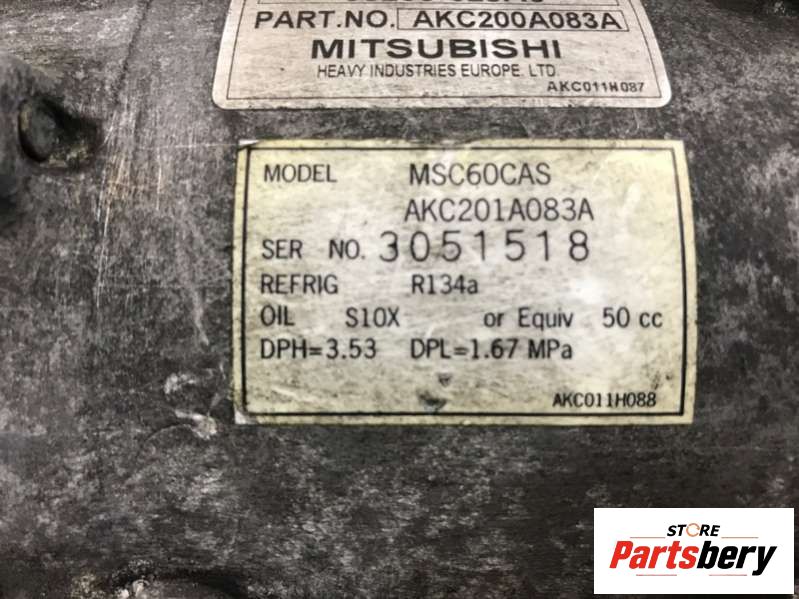 PART.NO. AKC200A083A
MITSUBISHI
HEAVY INDUSTRIES EUROPE. LTD.
AKC011H087
MODEL MSC60CAS
AKC201A083A
SER NO. 3051518
REFRIG R134a
OIL S10X or Equiv 50 cc
DPH=3.53 DPL=1.67 MPa
AKC011H088
STORE
Partsbery